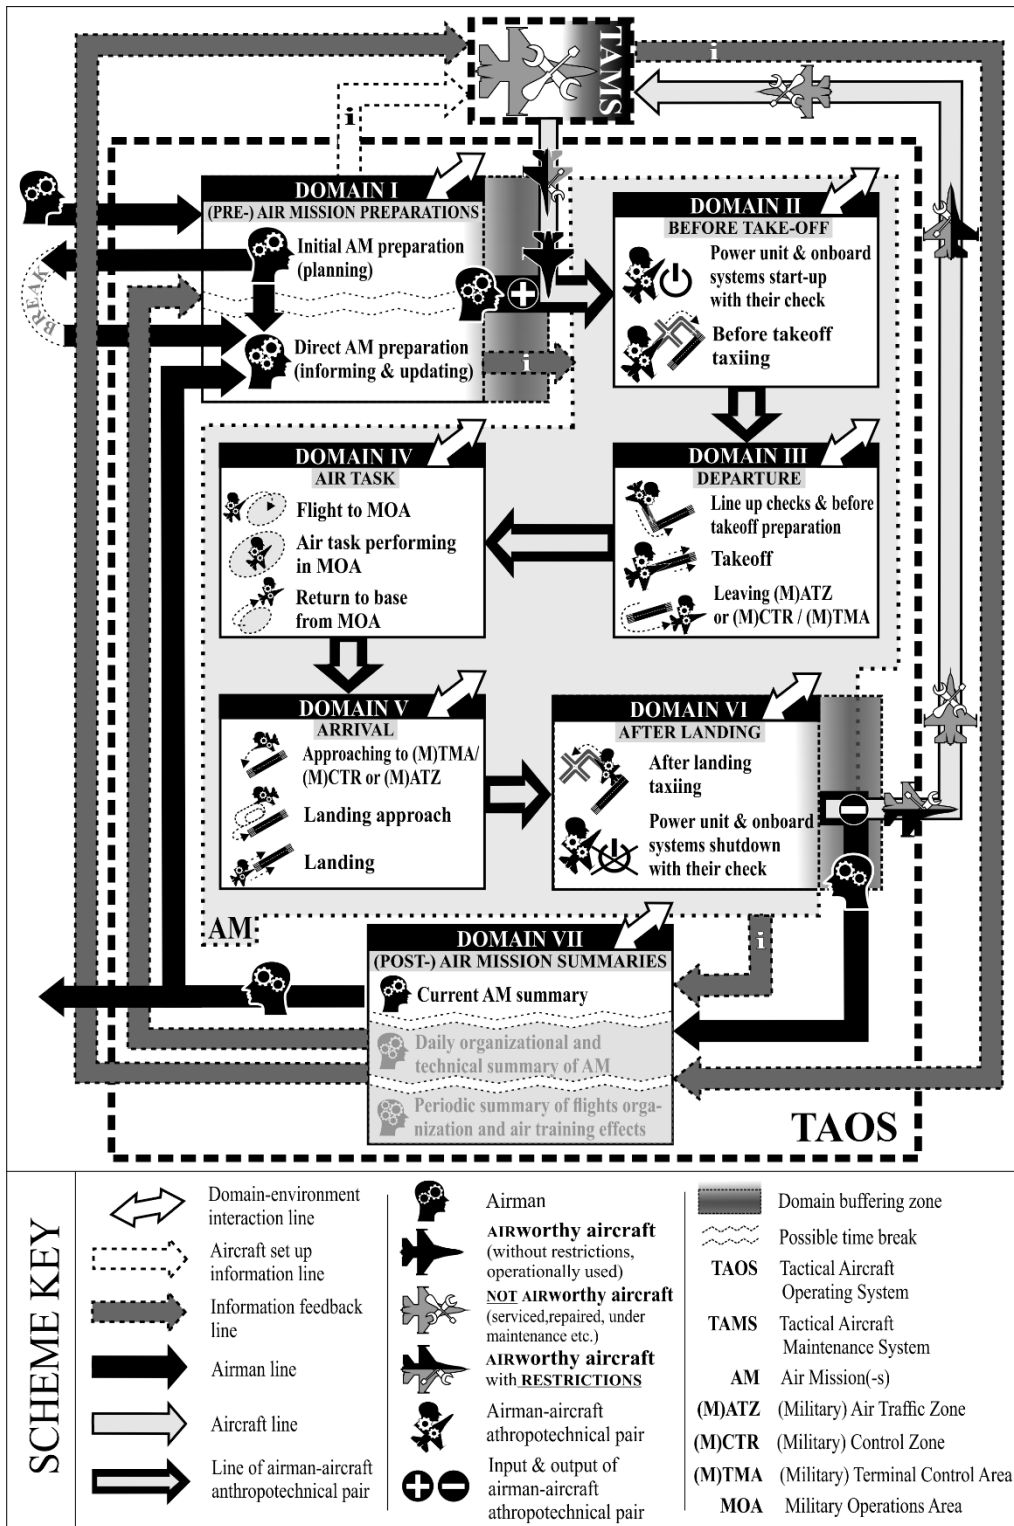 i
TAMS
i
i
DOMAIN I
(PRE-) AIR MISSION PREPARATIONS
Initial AM preparation
(planning)
BREAK
Direct AM preparation
(informing & updating)
i
DOMAIN II
BEFORE TAKE-OFF
Power unit & onboard
systems start-up
with their check
Before takeoff
taxiing
DOMAIN IV
AIR TASK
Flight to MOA
Air task performing
in MOA
Return to base
from MOA
DOMAIN III
DEPARTURE
Line up checks & before
takeoff preparation
Takeoff
Leaving (M)ATZ
or (M)CTR / (M)TMA
DOMAIN V
ARRIVAL
Approaching to (M)TMA/
(M)CTR or (M)ATZ
Landing approach
Landing
DOMAIN VI
AFTER LANDING
After landing
taxiing
Power unit & onboard
systems shutdown
with their check
AM
i
DOMAIN VII
(POST-) AIR MISSION SUMMARIES
Current AM summary
Daily organizational and
technical summary of AM
Periodic summary of flights orga-
nization and air training effects
TAOS
SCHEME KEY
Domain-environment
interaction line
Aircraft set up
information line
Information feedback
line
Airman line
Aircraft line
Line of airman-aircraft
anthropotechnical pair
Airman
AIRworthy aircraft
(without restrictions,
operationally used)
NOT AIRworthy aircraft
(serviced,repaired, under
maintenance etc.)
AIRworthy aircraft
with RESTRICTIONS
Airman-aircraft
athropotechnical pair
Input & output of
airman-aircraft
athropotechnical pair
Domain buffering zone
Possible time break
TAOS Tactical Aircraft
Operating System
TAMS Tactical Aircraft
Maintenance System
AM Air Mission(-s)
(M)ATZ (Military) Air Traffic Zone
(M)CTR (Military) Control Zone
(M)TMA (Military) Terminal Control Area
MOA Military Operations Area